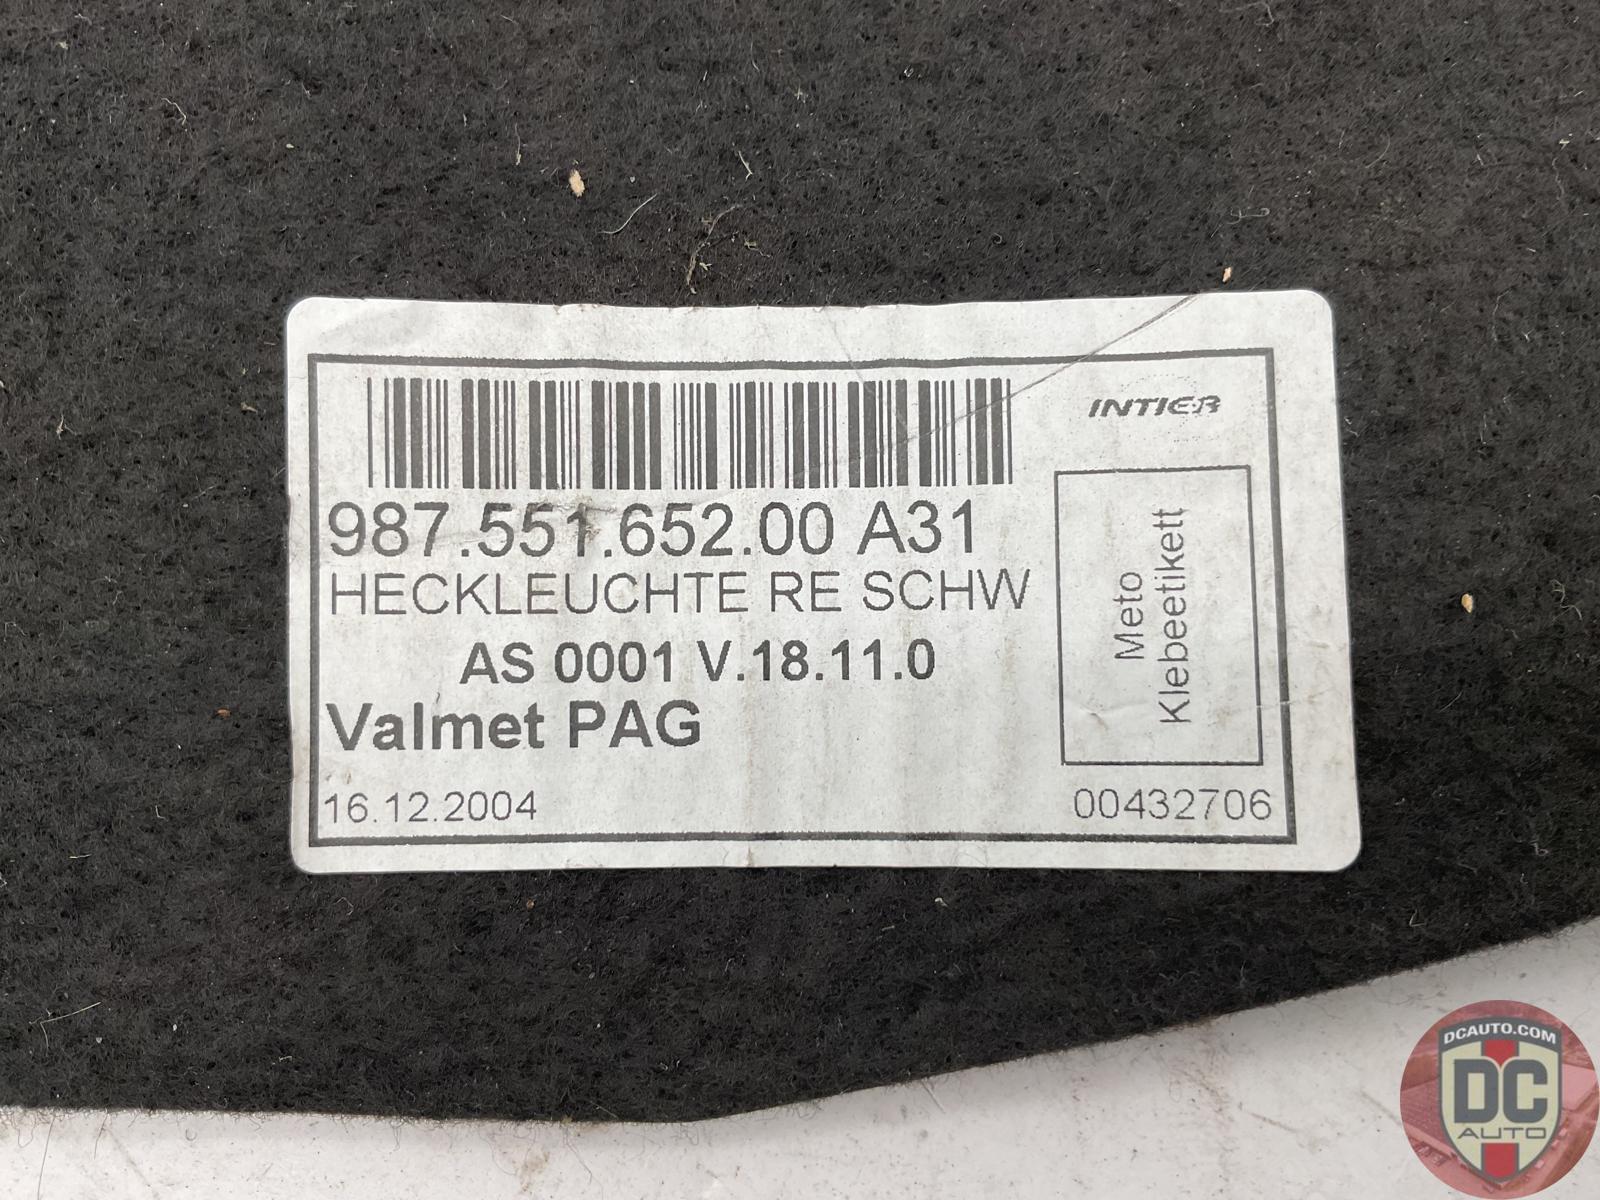 INTIER
987.551.652.00 A31
HECKLEUCHTE RE SCHW
AS 0001 V.18.11.0
Valmet PAG
16.12.2004
Meto
Klebeetikett
00432706
DCAUTO.COM
DC
AUTO